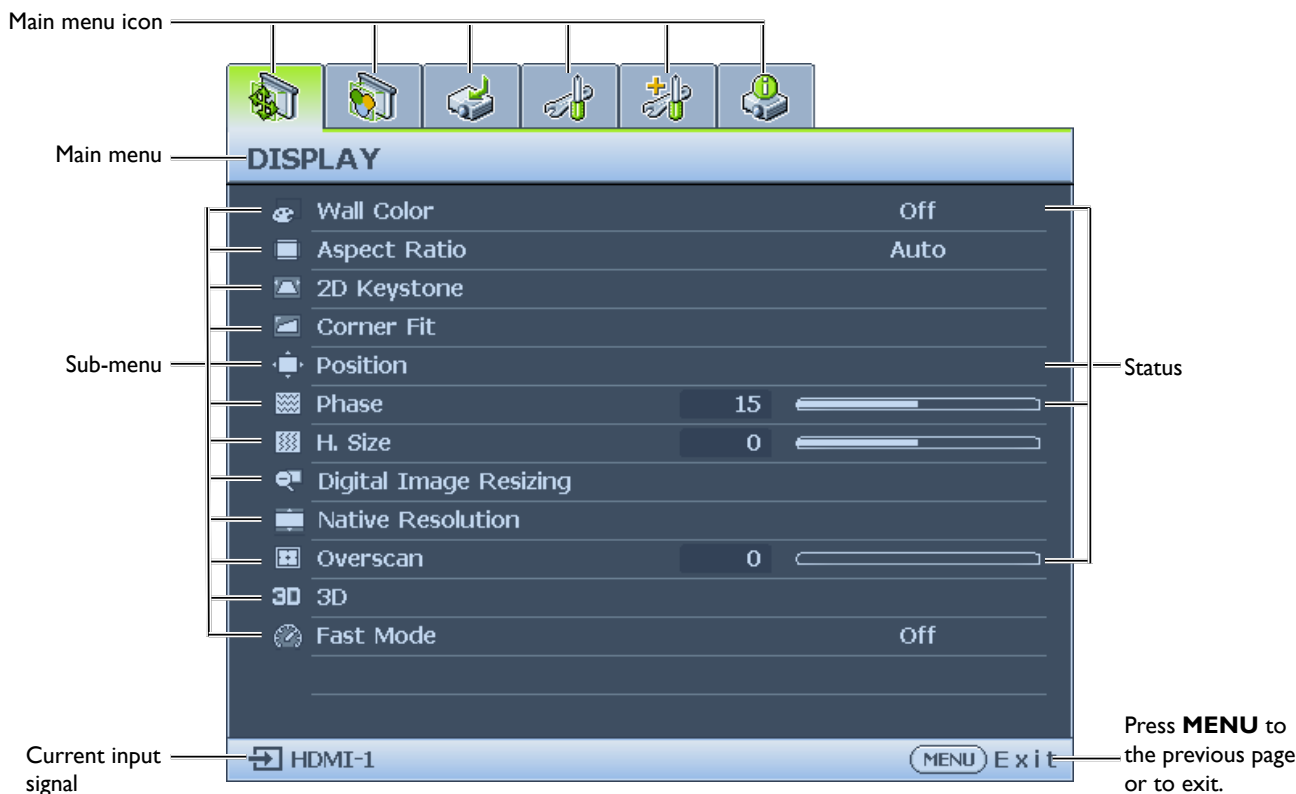 Main menu icon
Main menu
DISPLAY
Wall Color Off
Aspect Ratio Auto
2D Keystone
Corner Fit
Sub-menu
Position
Status
Phase 15
H. Size 0
Digital Image Resizing
Native Resolution
Overscan 0
3D 3D
Fast Mode Off
Current input
signal
HDMI-1
MENU Exit
Press MENU to
the previous page
or to exit.